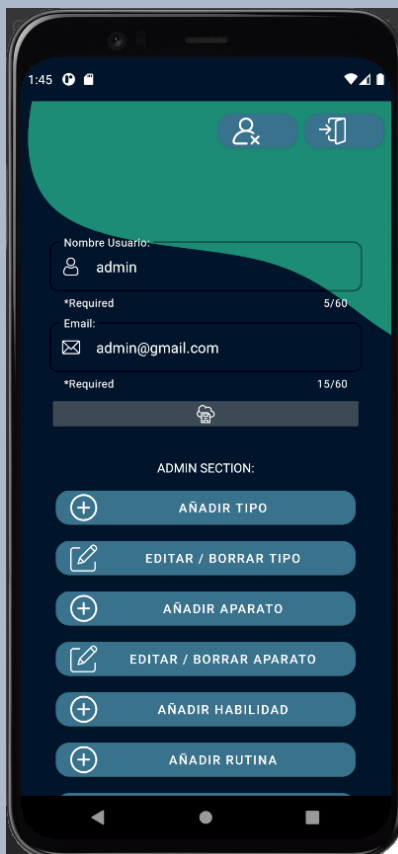 1:45
Nombre Usuario:
admin
*Required 5/60
Email:
admin@gmail.com
*Required 15/60
ADMIN SECTION:
AÑADIR TIPO
EDITAR / BORRAR TIPO
AÑADIR APARATO
EDITAR / BORRAR APARATO
AÑADIR HABILIDAD
AÑADIR RUTINA